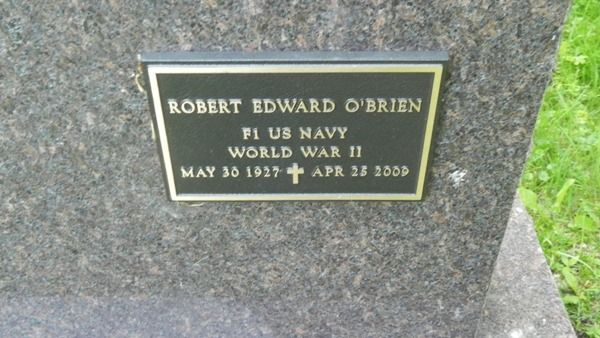 ROBERT EDWARD O'BRIEN
F1 US NAVY
WORLD WAR II
MAY 30 1927 ✝ APR 25 2009